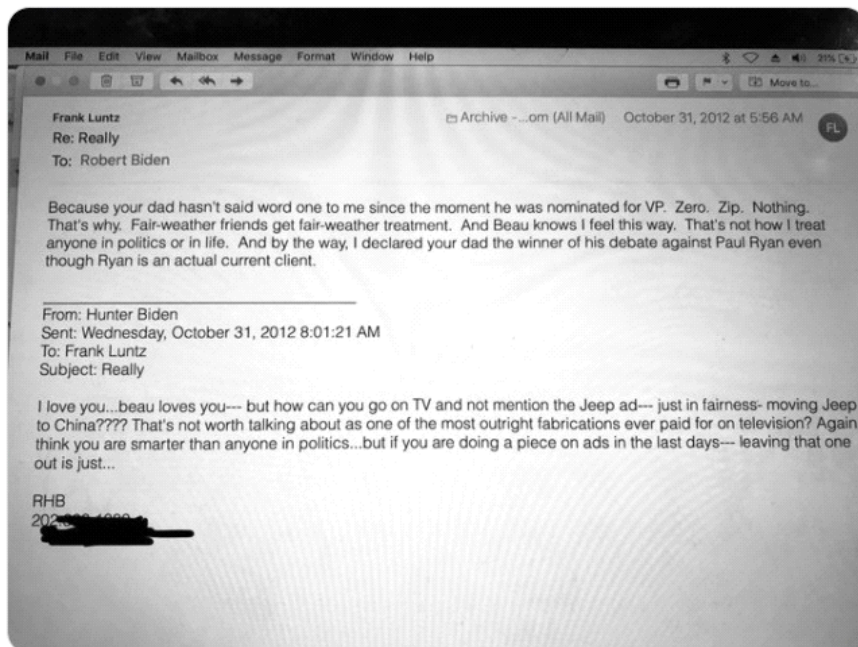 Mail File Edit View Mailbox Message Format Window Help 21%
Move to...
Frank Luntz Archive -...om (All Mail) October 31, 2012 at 5:56 AM FL
Re: Really
To: Robert Biden
Because your dad hasn't said word one to me since the moment he was nominated for VP. Zero. Zip. Nothing.
That's why. Fair-weather friends get fair-weather treatment. And Beau knows I feel this way. That's not how I treat
anyone in politics or in life. And by the way, I declared your dad the winner of his debate against Paul Ryan even
though Ryan is an actual current client.
From: Hunter Biden
Sent: Wednesday, October 31, 2012 8:01:21 AM
To: Frank Luntz
Subject: Really
I love you...beau loves you--- but how can you go on TV and not mention the Jeep ad--- just in fairness- moving Jeep
to China???? That's not worth talking about as one of the most outright fabrications ever paid for on television? Again
think you are smarter than anyone in politics...but if you are doing a piece on ads in the last days--- leaving that one
out is just...
RHB
202